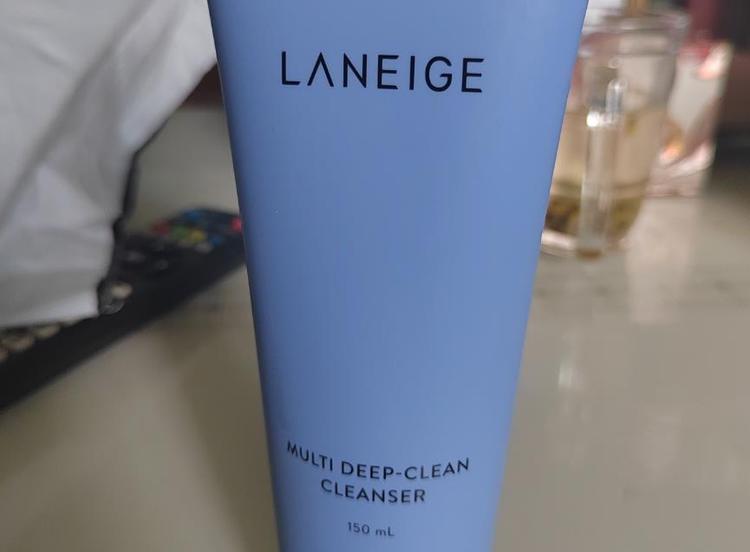 LANEIGE
MULTI DEEP-CLEAN
CLEANSER
150 mL